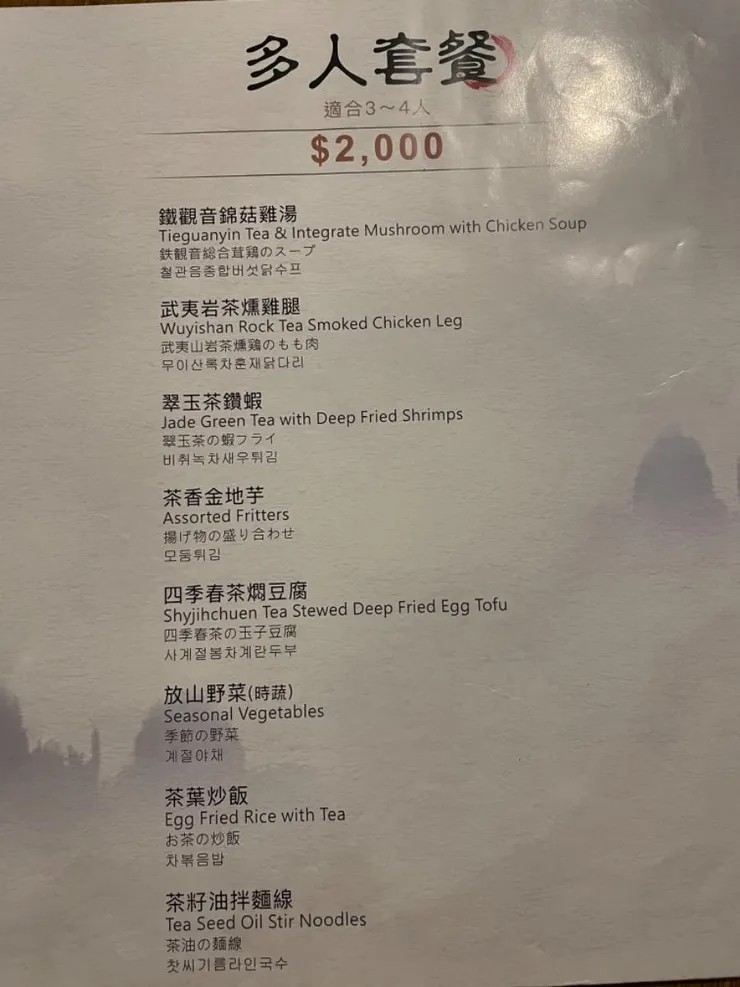 多人套餐
適合3～4人
$2,000
鐵觀音錦菇雞湯
Tieguanyin Tea & Integrate Mushroom with Chicken Soup
鉄観音総合茸鶏のスープ
철관음종합버섯닭수프
武夷岩茶燻雞腿
Wuyishan Rock Tea Smoked Chicken Leg
武夷山岩茶燻鶏のもも肉
무이산록차훈재닭다리
翠玉茶鑽蝦
Jade Green Tea with Deep Fried Shrimps
翠玉茶の蝦フライ
비취녹차새우튀김
茶香金地芋
Assorted Fritters
揚げ物の盛り合わせ
모둠튀김
四季春茶燜豆腐
Shyjihchuen Tea Stewed Deep Fried Egg Tofu
四季春茶の玉子豆腐
사계절봄차계란두부
放山野菜(時蔬)
Seasonal Vegetables
季節の野菜
계절야채
茶葉炒飯
Egg Fried Rice with Tea
お茶の炒飯
차볶음밥
茶籽油拌麵線
Tea Seed Oil Stir Noodles
茶油の麺線
찻씨기름라인국수